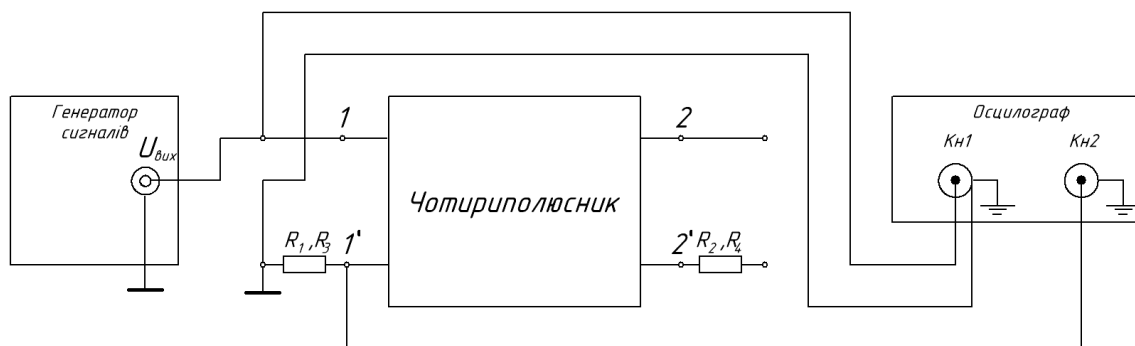 Генератор
сигналів
Uвих
1
2
Чотириполюсник
R1,R3
1'
2'
R2,R4
Осцилограф
Кн1
Кн2